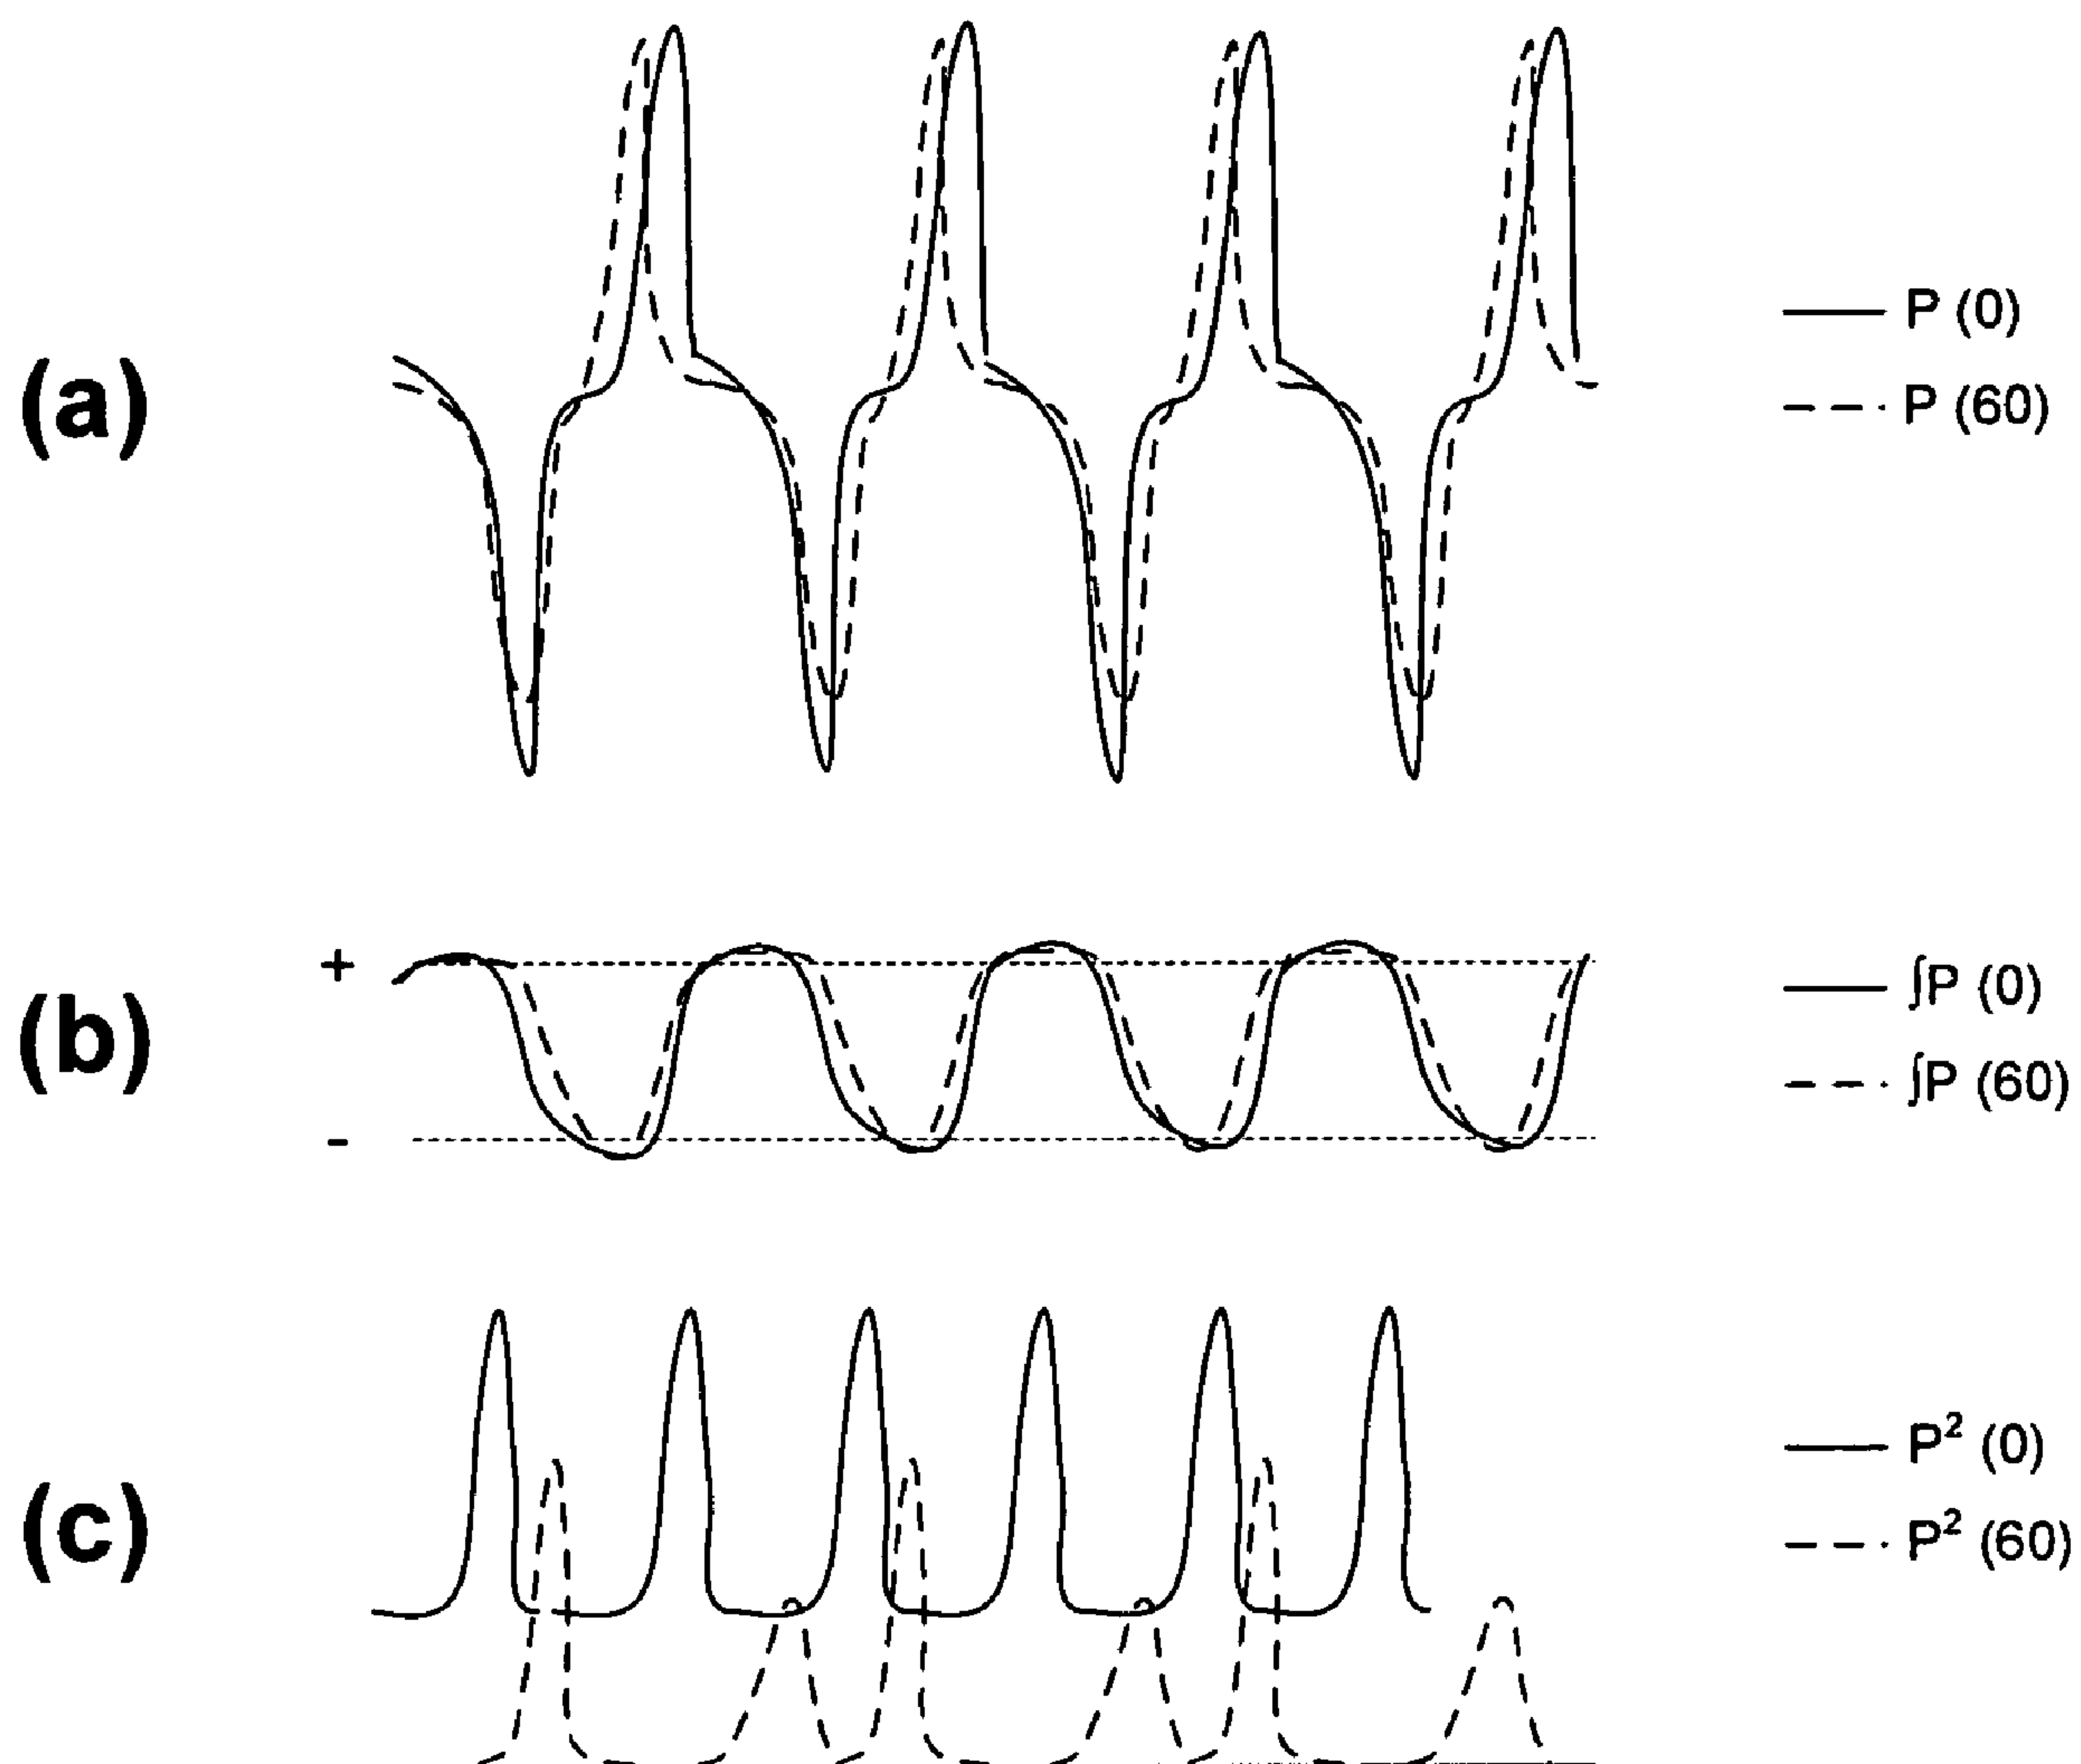 (a)
P (0)
P (60)
(b)
+
-
∫P (0)
∫P (60)
(c)
P² (0)
P² (60)